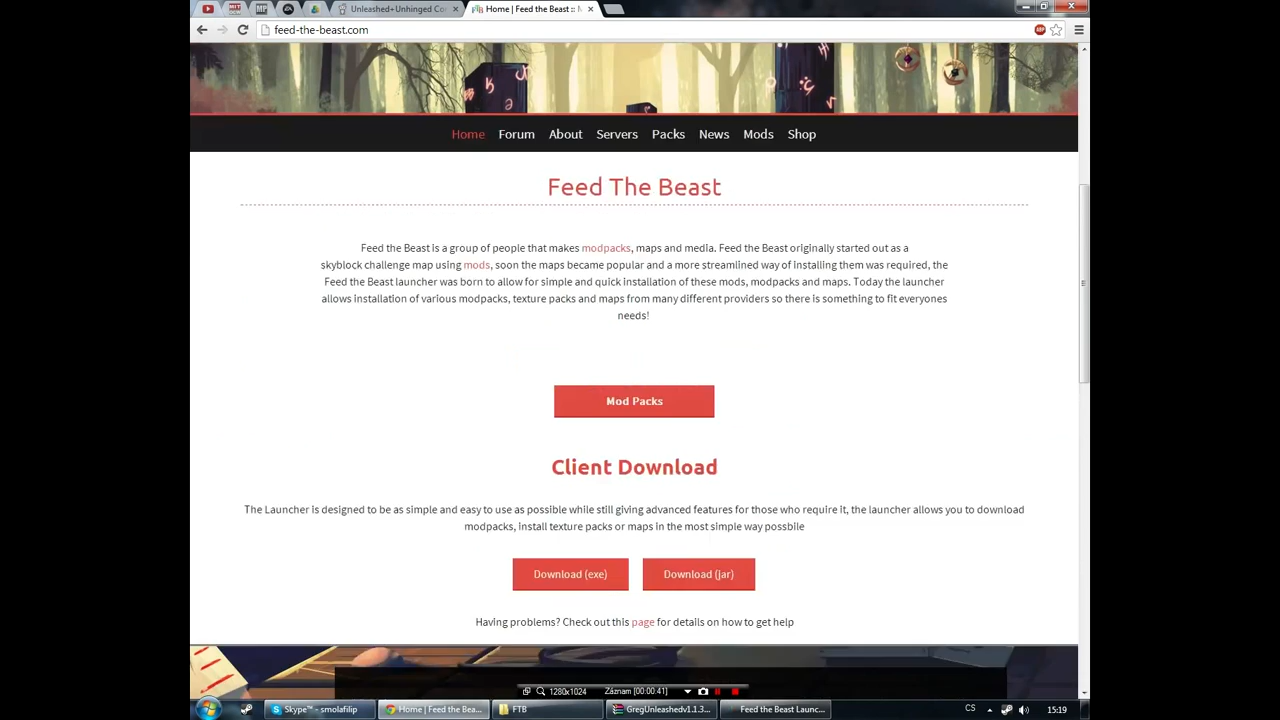 Unleashed+Unhinged Co
Home | Feed the Beast :: N
feed-the-beast.com
ABP
Home Forum About Servers Packs News Mods Shop
Feed The Beast
Feed the Beast is a group of people that makes modpacks, maps and media. Feed the Beast originally started out as a
skyblock challenge map using mods, soon the maps became popular and a more streamlined way of installing them was required, the
Feed the Beast launcher was born to allow for simple and quick installation of these mods, modpacks and maps. Today the launcher
allows installation of various modpacks, texture packs and maps from many different providers so there is something to fit everyones
needs!
Mod Packs
Client Download
The Launcher is designed to be as simple and easy to use as possible while still giving advanced features for those who require it, the launcher allows you to download
modpacks, install texture packs or maps in the most simple way possbile
Download (exe) Download (jar)
Having problems? Check out this page for details on how to get help
1280x1024 Záznam [00:00:41]
Skype™ - smolafilip Home | Feed the Bea... FTB GregUnleashedv1.1.3... Feed the Beast Launc... CS 15:19